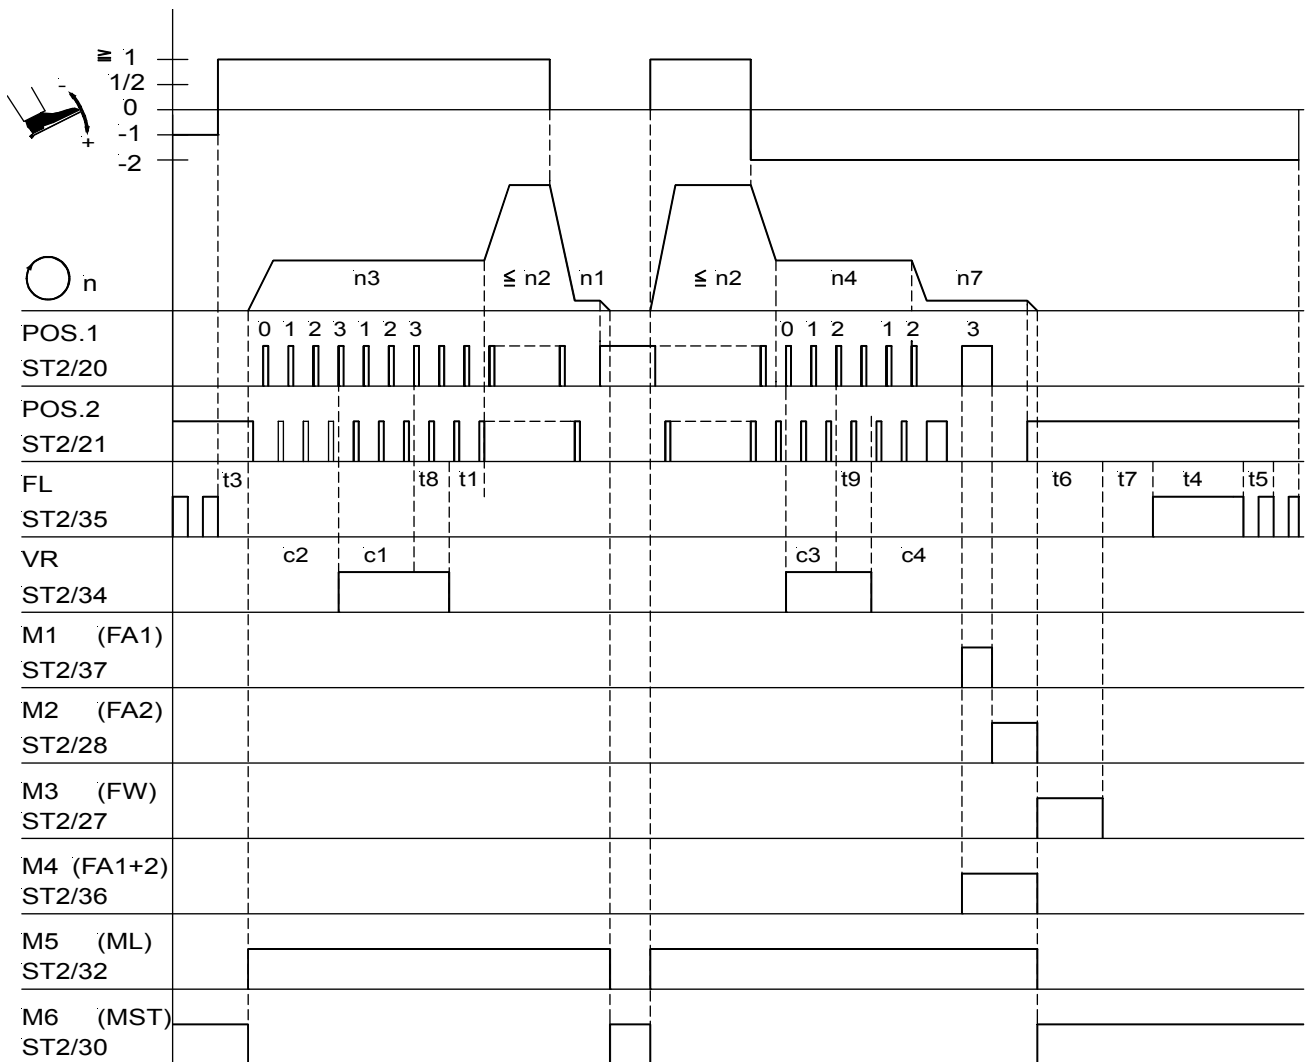 ≧ 1
1/2
0
-1
-2
-
+
n
n3
≦ n2
n1
≦ n2
n4
n7
POS.1
0 1 2 3 1 2 3
0 1 2 1 2 3
ST2/20
POS.2
ST2/21
FL
t3
t8
t1
t9
t6
t7
t4
t5
ST2/35
VR
c2
c1
c3
c4
ST2/34
M1 (FA1)
ST2/37
M2 (FA2)
ST2/28
M3 (FW)
ST2/27
M4 (FA1+2)
ST2/36
M5 (ML)
ST2/32
M6 (MST)
ST2/30